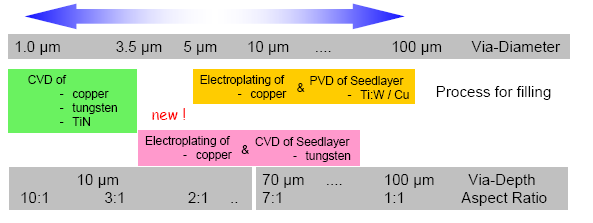 1.0 µm 3.5 µm 5 µm 10 µm .... 100 µm Via-Diameter
CVD of
- copper
- tungsten
- TiN
Electroplating of & PVD of Seedlayer
- copper - Ti:W / Cu
Process for filling
new !
Electroplating of & CVD of Seedlayer
- copper - tungsten
10 µm 70 µm .... 100 µm Via-Depth
10:1 3:1 2:1 .. 7:1 1:1 Aspect Ratio